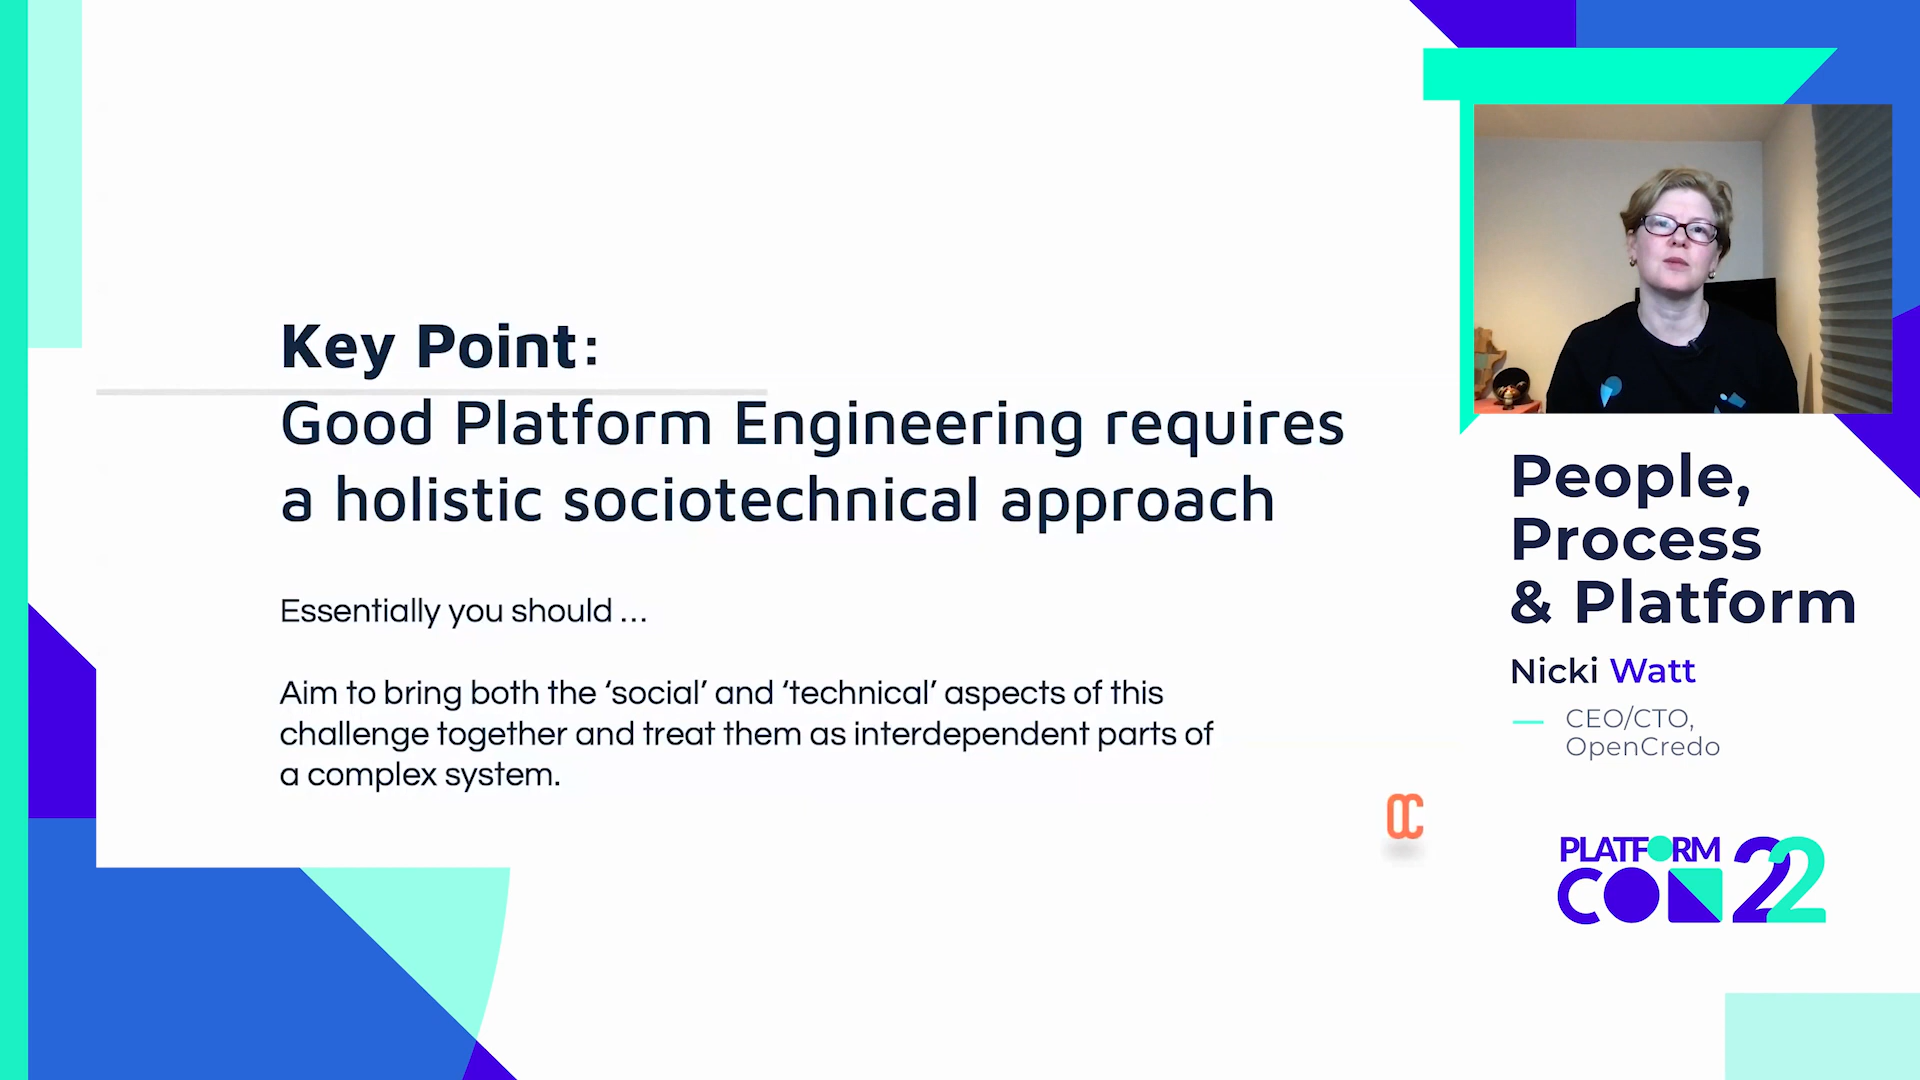 Key Point:
Good Platform Engineering requires
a holistic sociotechnical approach
Essentially you should …
Aim to bring both the ‘social’ and ‘technical’ aspects of this
challenge together and treat them as interdependent parts of
a complex system.
OC
People,
Process
& Platform
Nicki Watt
CEO/CTO,
OpenCredo
PLATFORM
CON 22